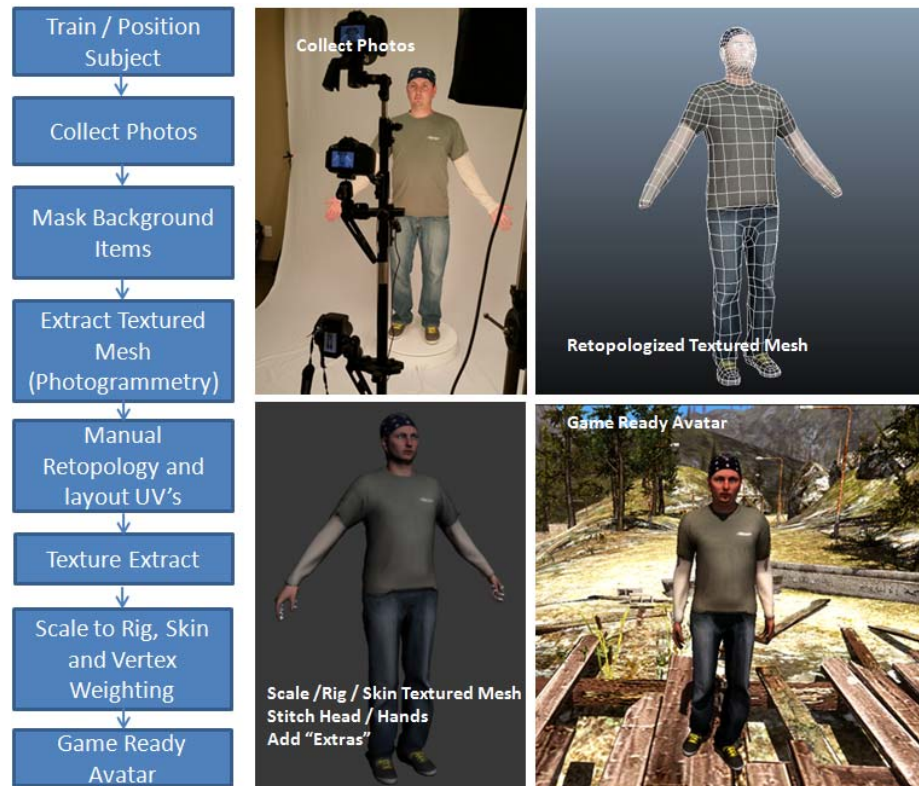 Train / Position
Subject
Collect Photos
Mask Background
Items
Extract Textured
Mesh
(Photogrammetry)
Manual
Retopology and
layout UV's
Texture Extract
Scale to Rig, Skin
and Vertex
Weighting
Game Ready
Avatar
Collect Photos
Retopologized Textured Mesh
Scale /Rig / Skin Textured Mesh
Stitch Head / Hands
Add “Extras”
Game Ready Avatar